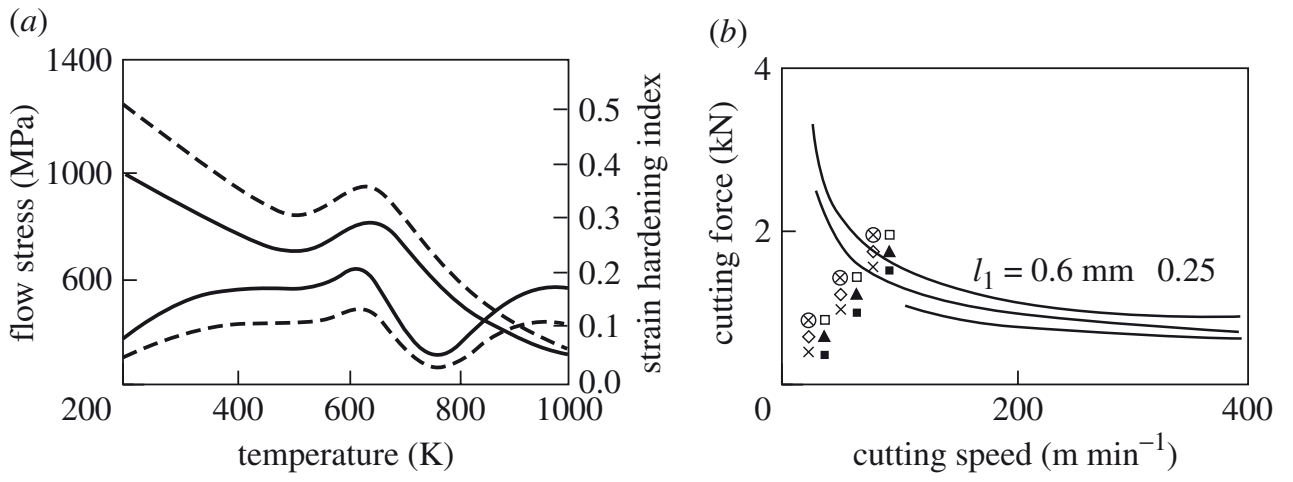 (a)
1400
1000
600
200
400
600
800
1000
0.5
0.4
0.3
0.2
0.1
0.0
flow stress (MPa)
strain hardening index
temperature (K)
(b)
4
2
0
200
400
cutting force (kN)
l₁ = 0.6 mm 0.25
cutting speed (m min⁻¹)